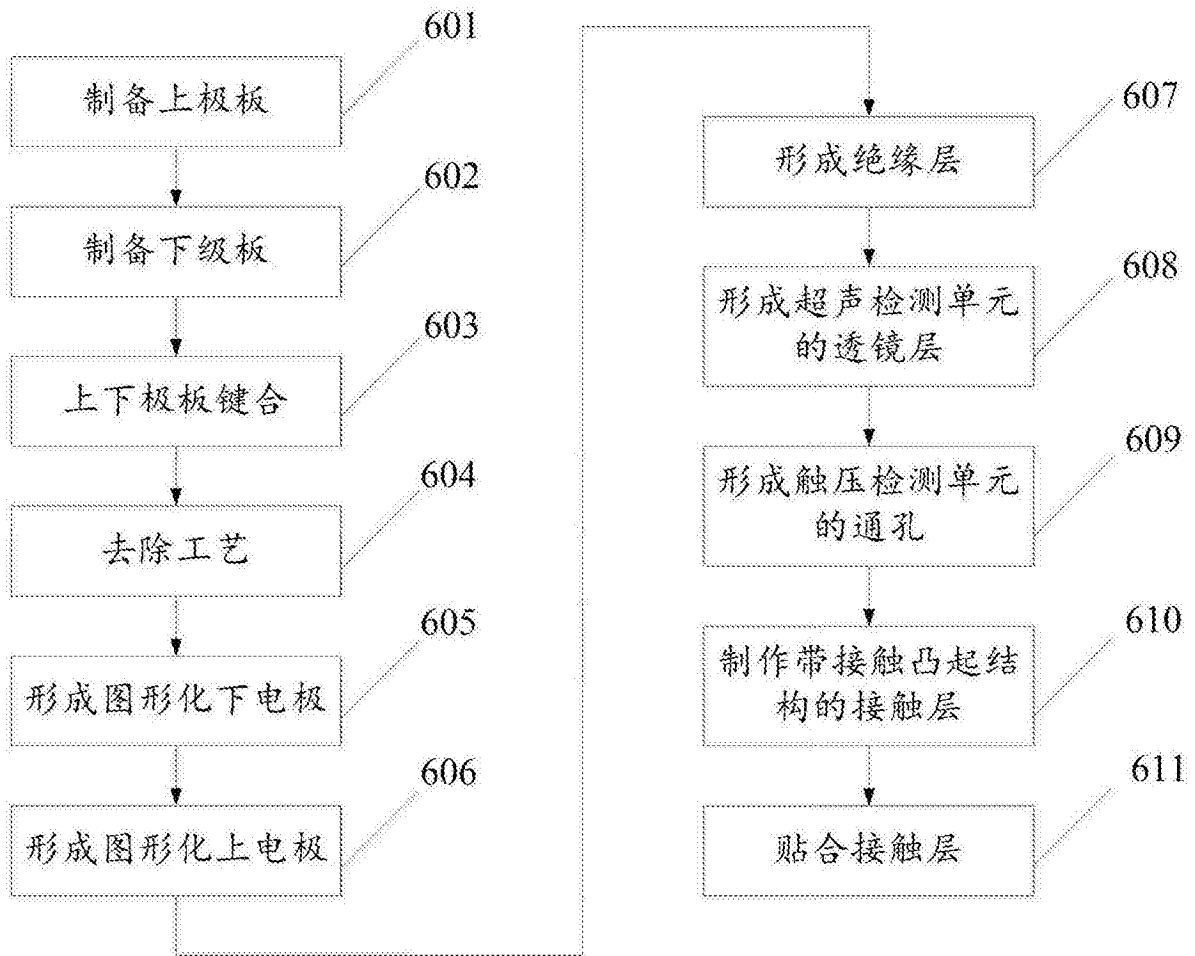 601
制备上极板
602
制备下级板
603
上下极板键合
604
去除工艺
605
形成图形化下电极
606
形成图形化上电极
607
形成绝缘层
608
形成超声检测单元
的透镜层
609
形成触压检测单元
的通孔
610
制作带接触凸起结
构的接触层
611
贴合接触层